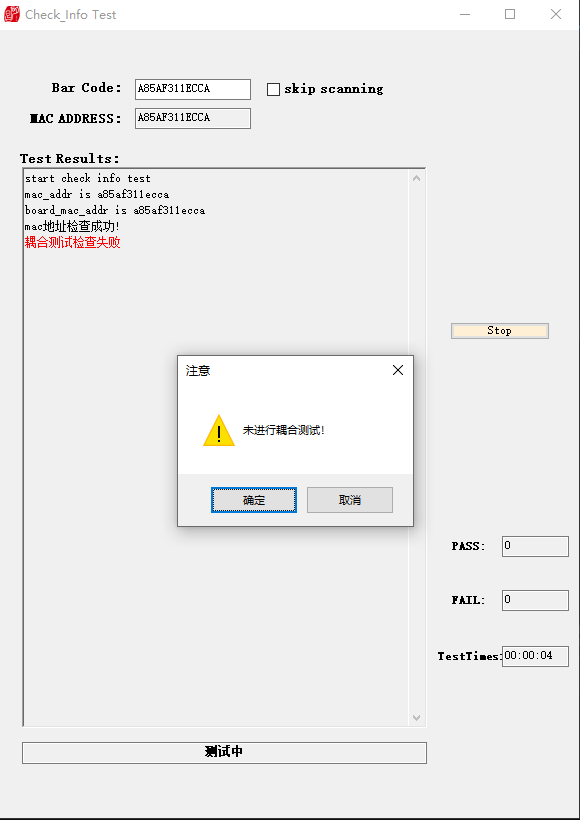 Check_Info Test
Bar Code:
A85AF311ECCA
skip scanning
MAC ADDRESS:
A85AF311ECCA
Test Results:
start check info test
mac_addr is a85af311ecca
board_mac_addr is a85af311ecca
mac地址检查成功!
耦合测试检查失败
Stop
注意
未进行耦合测试!
确定
取消
PASS:
0
FAIL:
0
TestTimes:
00:00:04
测试中